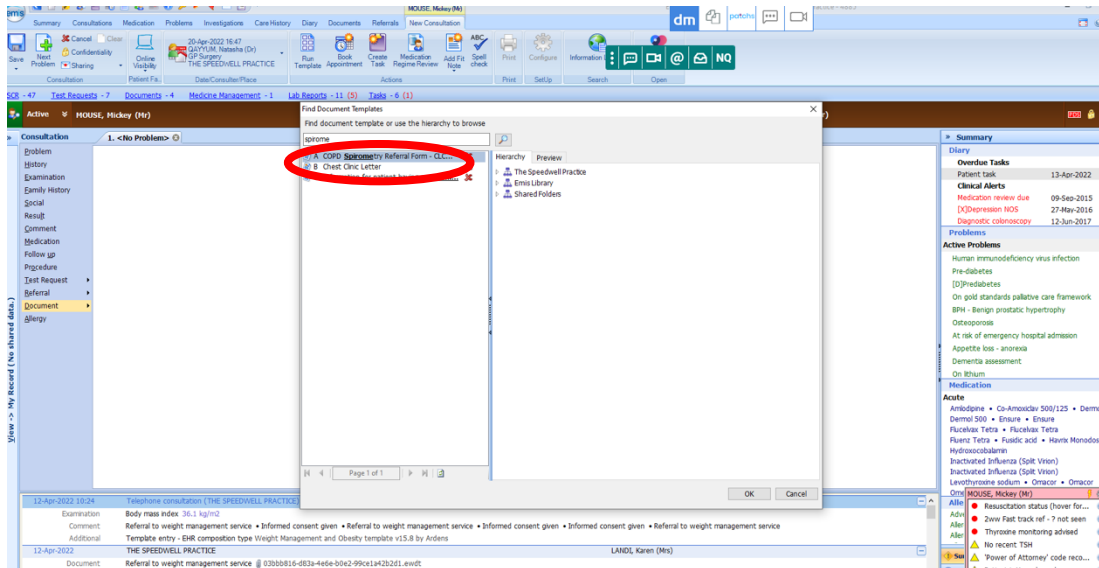 MOUSE, Mickey (Mr)
Summary Consultations Medication Problems Investigations Care History Diary Documents Referrals New Consultation
dm
NQ
Save
Next Problem
Cancel
Clear
Confidentiality
Sharing
Online Visibility
20-Apr-2022 16:47
QAYYUM, Natasha (Dr)
GP Surgery
THE SPEEDWELL PRACTICE
Run Template
Book Appointment
Create Task
Medication Regime Review
Add Fit Note
Spell check
Print
Configure
Information
Consultation
Patient Fa..
Date/Consulter/Place
Actions
Print
SetUp
Search
Open
SCR - 47 Test Requests - 7 Documents - 4 Medicine Management - 1 Lab Reports - 11 (5) Tasks - 6 (1)
Active MOUSE, Mickey (Mr)
Consultation
1. <No Problem>
Problem
History
Examination
Family History
Social
Result
Comment
Medication
Follow up
Procedure
Test Request
Referral
Document
Allergy
View -> My Record (No shared data.)
Find Document Templates
Find document template or use the hierarchy to browse
spirome
A COPD Spirometry Referral Form - CLC...
B Chest Clinic Letter
Hierarchy Preview
The Speedwell Practice
Emis Library
Shared Folders
Page 1 of 1
OK Cancel
Summary
Diary
Overdue Tasks
Patient task 13-Apr-2022
Clinical Alerts
Medication review due 09-Sep-2015
[X]Depression NOS 27-May-2016
Diagnostic colonoscopy 12-Jun-2017
Problems
Active Problems
Human immunodeficiency virus infection
Pre-diabetes
[D]Prediabetes
On gold standards palliative care framework
BPH - Benign prostatic hypertrophy
Osteoporosis
At risk of emergency hospital admission
Appetite loss - anorexia
Dementia assessment
On lithium
Medication
Acute
Amlodipine • Co-Amoxiclav 500/125 • Dermo
Dermol 500 • Ensure • Ensure
Flucelvax Tetra • Flucelvax Tetra
Fluenz Tetra • Fusidic acid • Havrix Monodos
Hydroxocobalamin
Inactivated Influenza (Split Virion)
Inactivated Influenza (Split Virion)
Levothyroxine sodium • Omacor • Omacor
MOUSE, Mickey (Mr)
Resuscitation status (hover for...
2ww Fast track ref - ? not seen
Thyroxine monitoring advised
No recent TSH
'Power of Attorney' code reco...
12-Apr-2022 10:24 Telephone consultation (THE SPEEDWELL PRACTICE)
Examination Body mass index 36.1 kg/m2
Comment Referral to weight management service • Informed consent given • Referral to weight management service • Informed consent given • Informed consent given • Referral to weight management service
Additional Template entry - EHR composition type Weight Management and Obesity template v15.8 by Ardens
12-Apr-2022 THE SPEEDWELL PRACTICE LANDI, Karen (Mrs)
Document Referral to weight management service 03bbb816-d83a-4e6e-b0e2-99ce1a42b2d1.ewdt